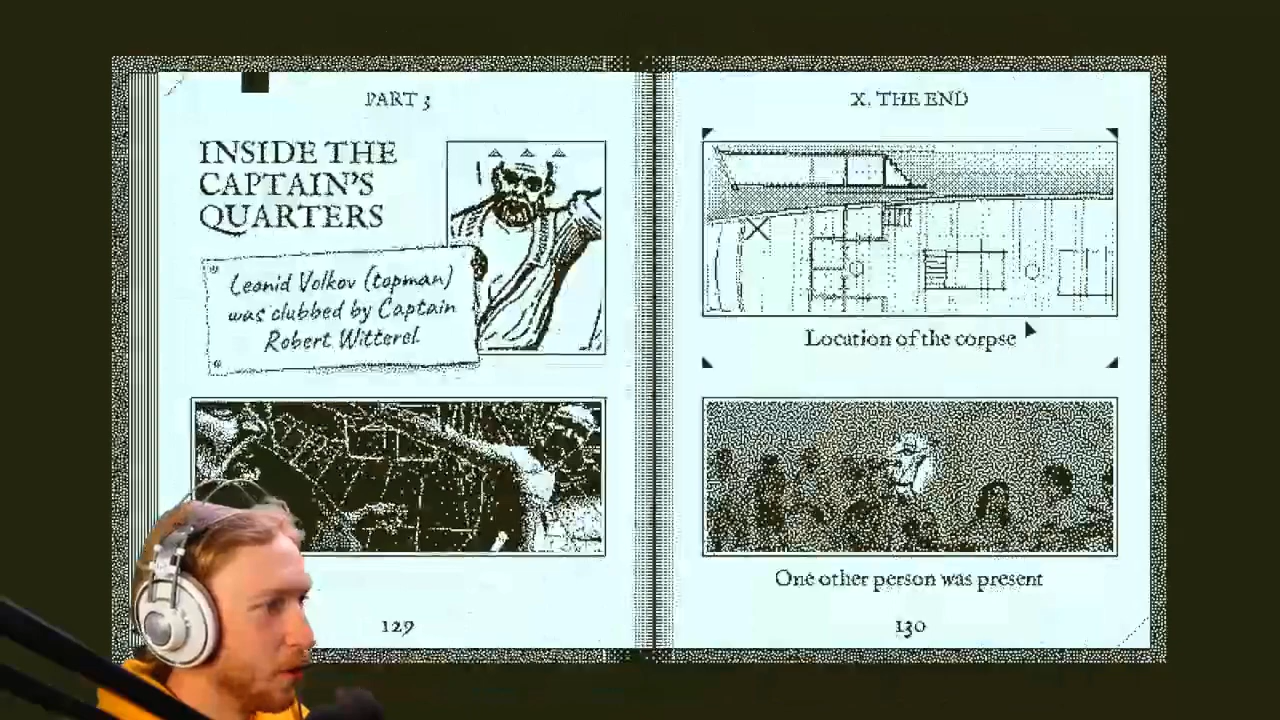 PART 3
INSIDE THE
CAPTAIN'S
QUARTERS
Leonid Volkov (topman)
was clubbed by Captain
Robert Witterel.
129
X. THE END
Location of the corpse
One other person was present
130